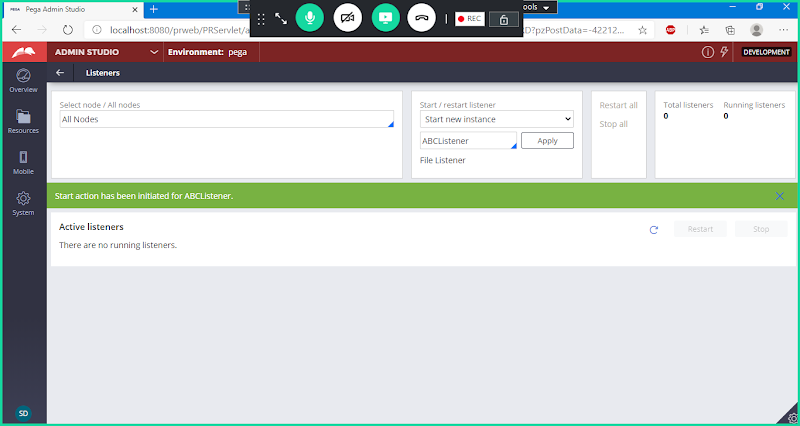 PEGA
Pega Admin Studio
ools
localhost:8080/prweb/PRServlet/a
D?pzPostData=-42212...
REC
ABP
ADMIN STUDIO
Environment: pega
DEVELOPMENT
Listeners
Overview
Resources
Mobile
System
SD
Select node / All nodes
All Nodes
Start / restart listener
Start new instance
ABCListener
Apply
File Listener
Restart all
Stop all
Total listeners
0
Running listeners
0
Start action has been initiated for ABCListener.
Active listeners
Restart
Stop
There are no running listeners.